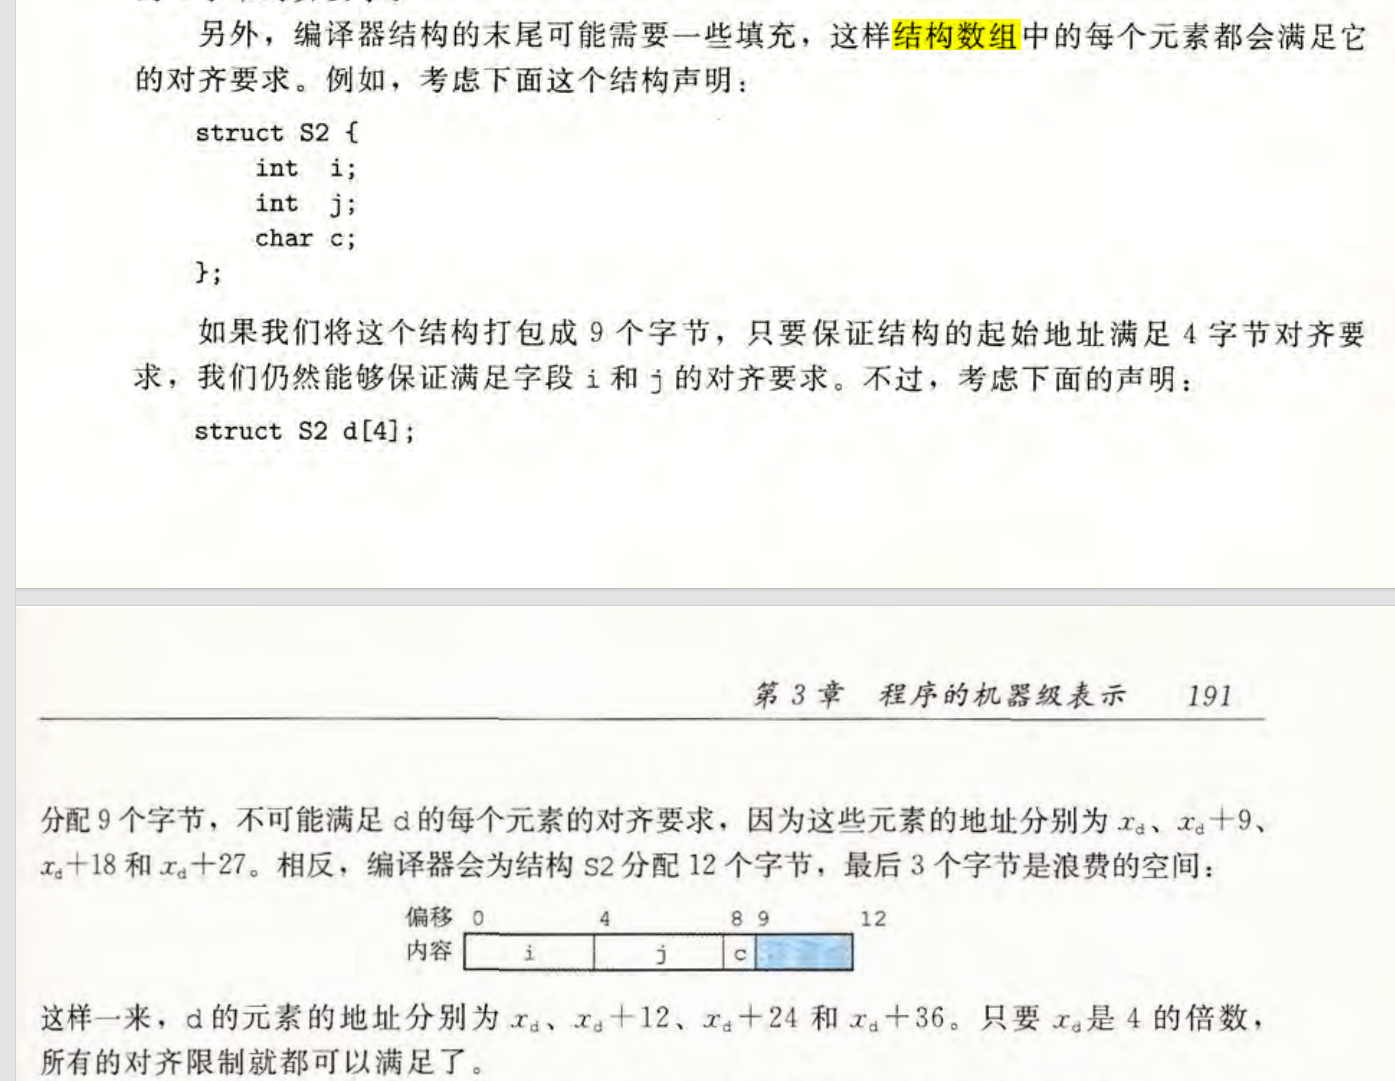 另外，编译器结构的末尾可能需要一些填充，这样结构数组中的每个元素都会满足它
的对齐要求。例如，考虑下面这个结构声明：
struct S2 {
int i;
int j;
char c;
};
如果我们将这个结构打包成 9 个字节，只要保证结构的起始地址满足 4 字节对齐要
求，我们仍然能够保证满足字段 i 和 j 的对齐要求。不过，考虑下面的声明：
struct S2 d[4];
第 3 章 程序的机器级表示 191
分配 9 个字节，不可能满足 d 的每个元素的对齐要求，因为这些元素的地址分别为 xd、xd+9、
xd+18 和 xd+27。相反，编译器会为结构 S2 分配 12 个字节，最后 3 个字节是浪费的空间：
偏移 0 4 8 9 12
内容 i j c
这样一来，d 的元素的地址分别为 xd、xd+12、xd+24 和 xd+36。只要 xd 是 4 的倍数，
所有的对齐限制就都可以满足了。